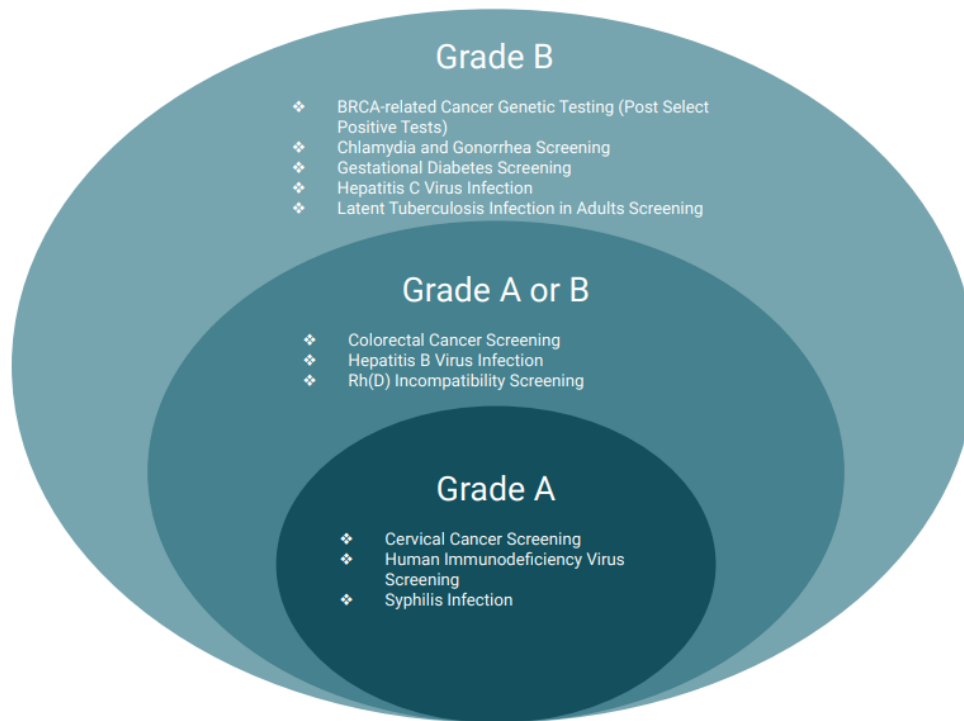 Grade B
❖ BRCA-related Cancer Genetic Testing (Post Select
Positive Tests)
❖ Chlamydia and Gonorrhea Screening
❖ Gestational Diabetes Screening
❖ Hepatitis C Virus Infection
❖ Latent Tuberculosis Infection in Adults Screening
Grade A or B
❖ Colorectal Cancer Screening
❖ Hepatitis B Virus Infection
❖ Rh(D) Incompatibility Screening
Grade A
❖ Cervical Cancer Screening
❖ Human Immunodeficiency Virus
Screening
❖ Syphilis Infection